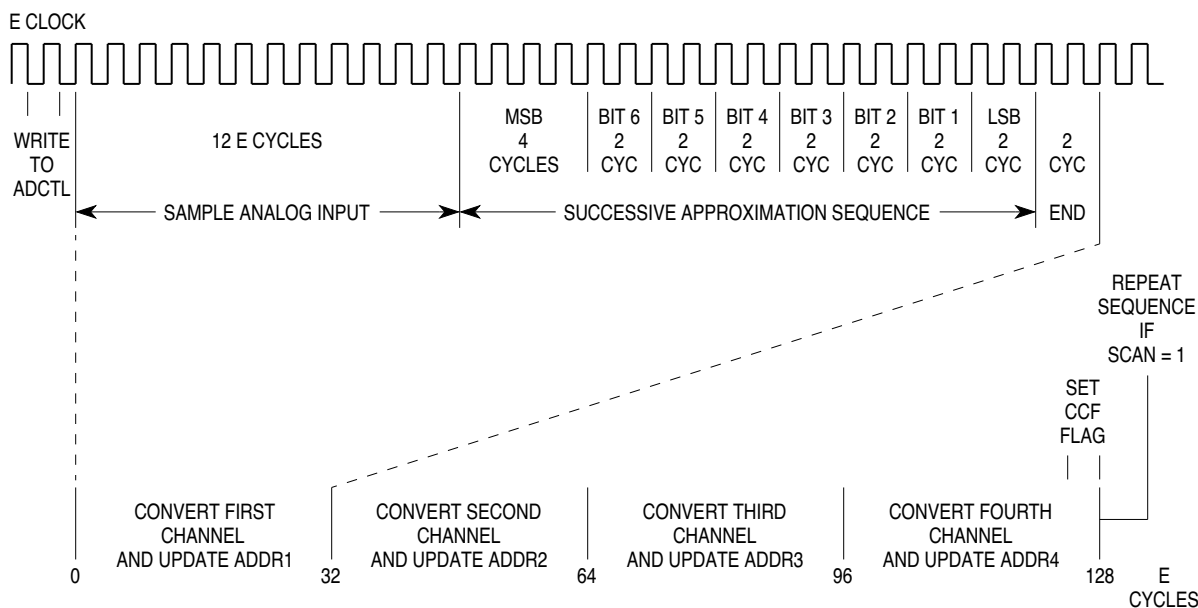 E CLOCK
WRITE
TO
ADCTL
12 E CYCLES
MSB
4
CYCLES
BIT 6
2
CYC
BIT 5
2
CYC
BIT 4
2
CYC
BIT 3
2
CYC
BIT 2
2
CYC
BIT 1
2
CYC
LSB
2
CYC
2
CYC
SAMPLE ANALOG INPUT
SUCCESSIVE APPROXIMATION SEQUENCE
END
REPEAT
SEQUENCE
IF
SCAN = 1
SET
CCF
FLAG
CONVERT FIRST
CHANNEL
AND UPDATE ADDR1
CONVERT SECOND
CHANNEL
AND UPDATE ADDR2
CONVERT THIRD
CHANNEL
AND UPDATE ADDR3
CONVERT FOURTH
CHANNEL
AND UPDATE ADDR4
0
32
64
96
128
E
CYCLES